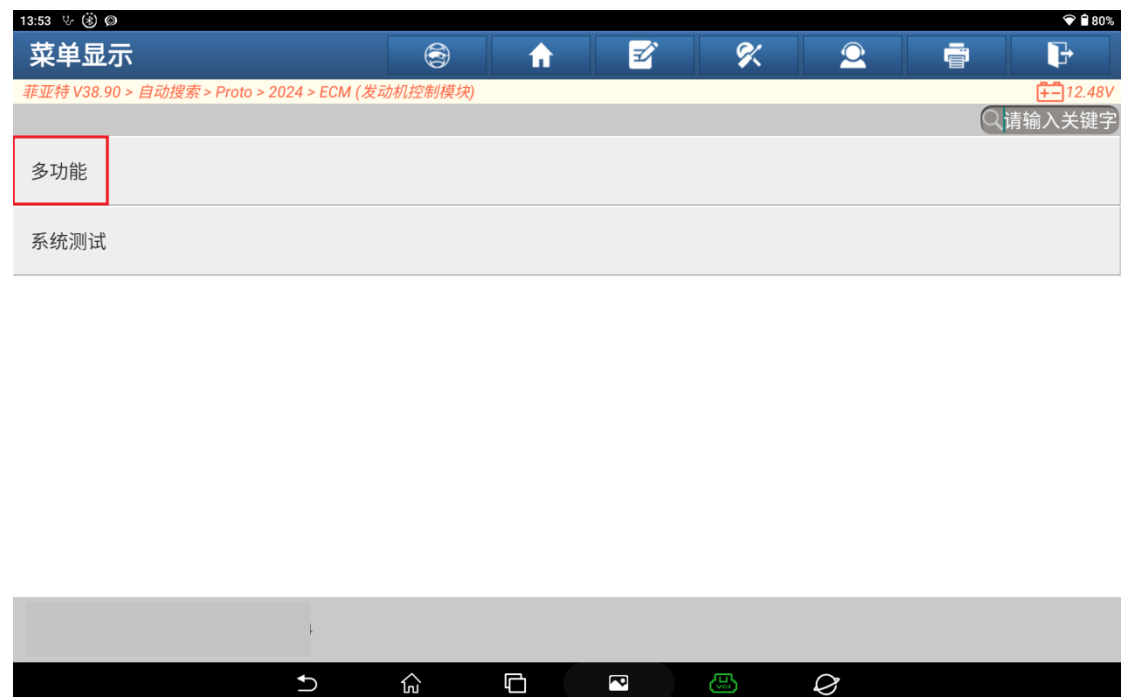 13:53 80%
菜单显示
菲亚特 V38.90 > 自动搜索 > Proto > 2024 > ECM (发动机控制模块) 12.48V
请输入关键字
多功能
系统测试
VCI